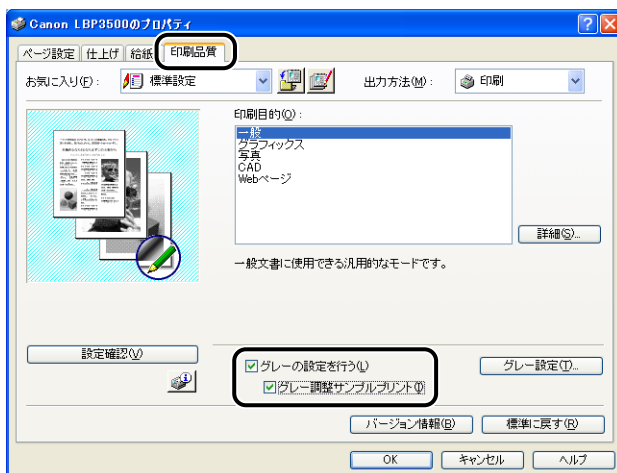 Canon LBP3500のプロパティ
ページ設定 仕上げ 給紙 印刷品質
お気に入り(F): 標準設定 出力方法(M): 印刷
印刷目的(O):
一般
グラフィックス
写真
CAD
Webページ
詳細(S)...
一般文書に使用できる汎用的なモードです。
設定確認(V)
グレーの設定を行う(L) グレー設定(T)...
グレー調整サンプルプリント(I)
バージョン情報(B) 標準に戻す(R)
OK キャンセル ヘルプ